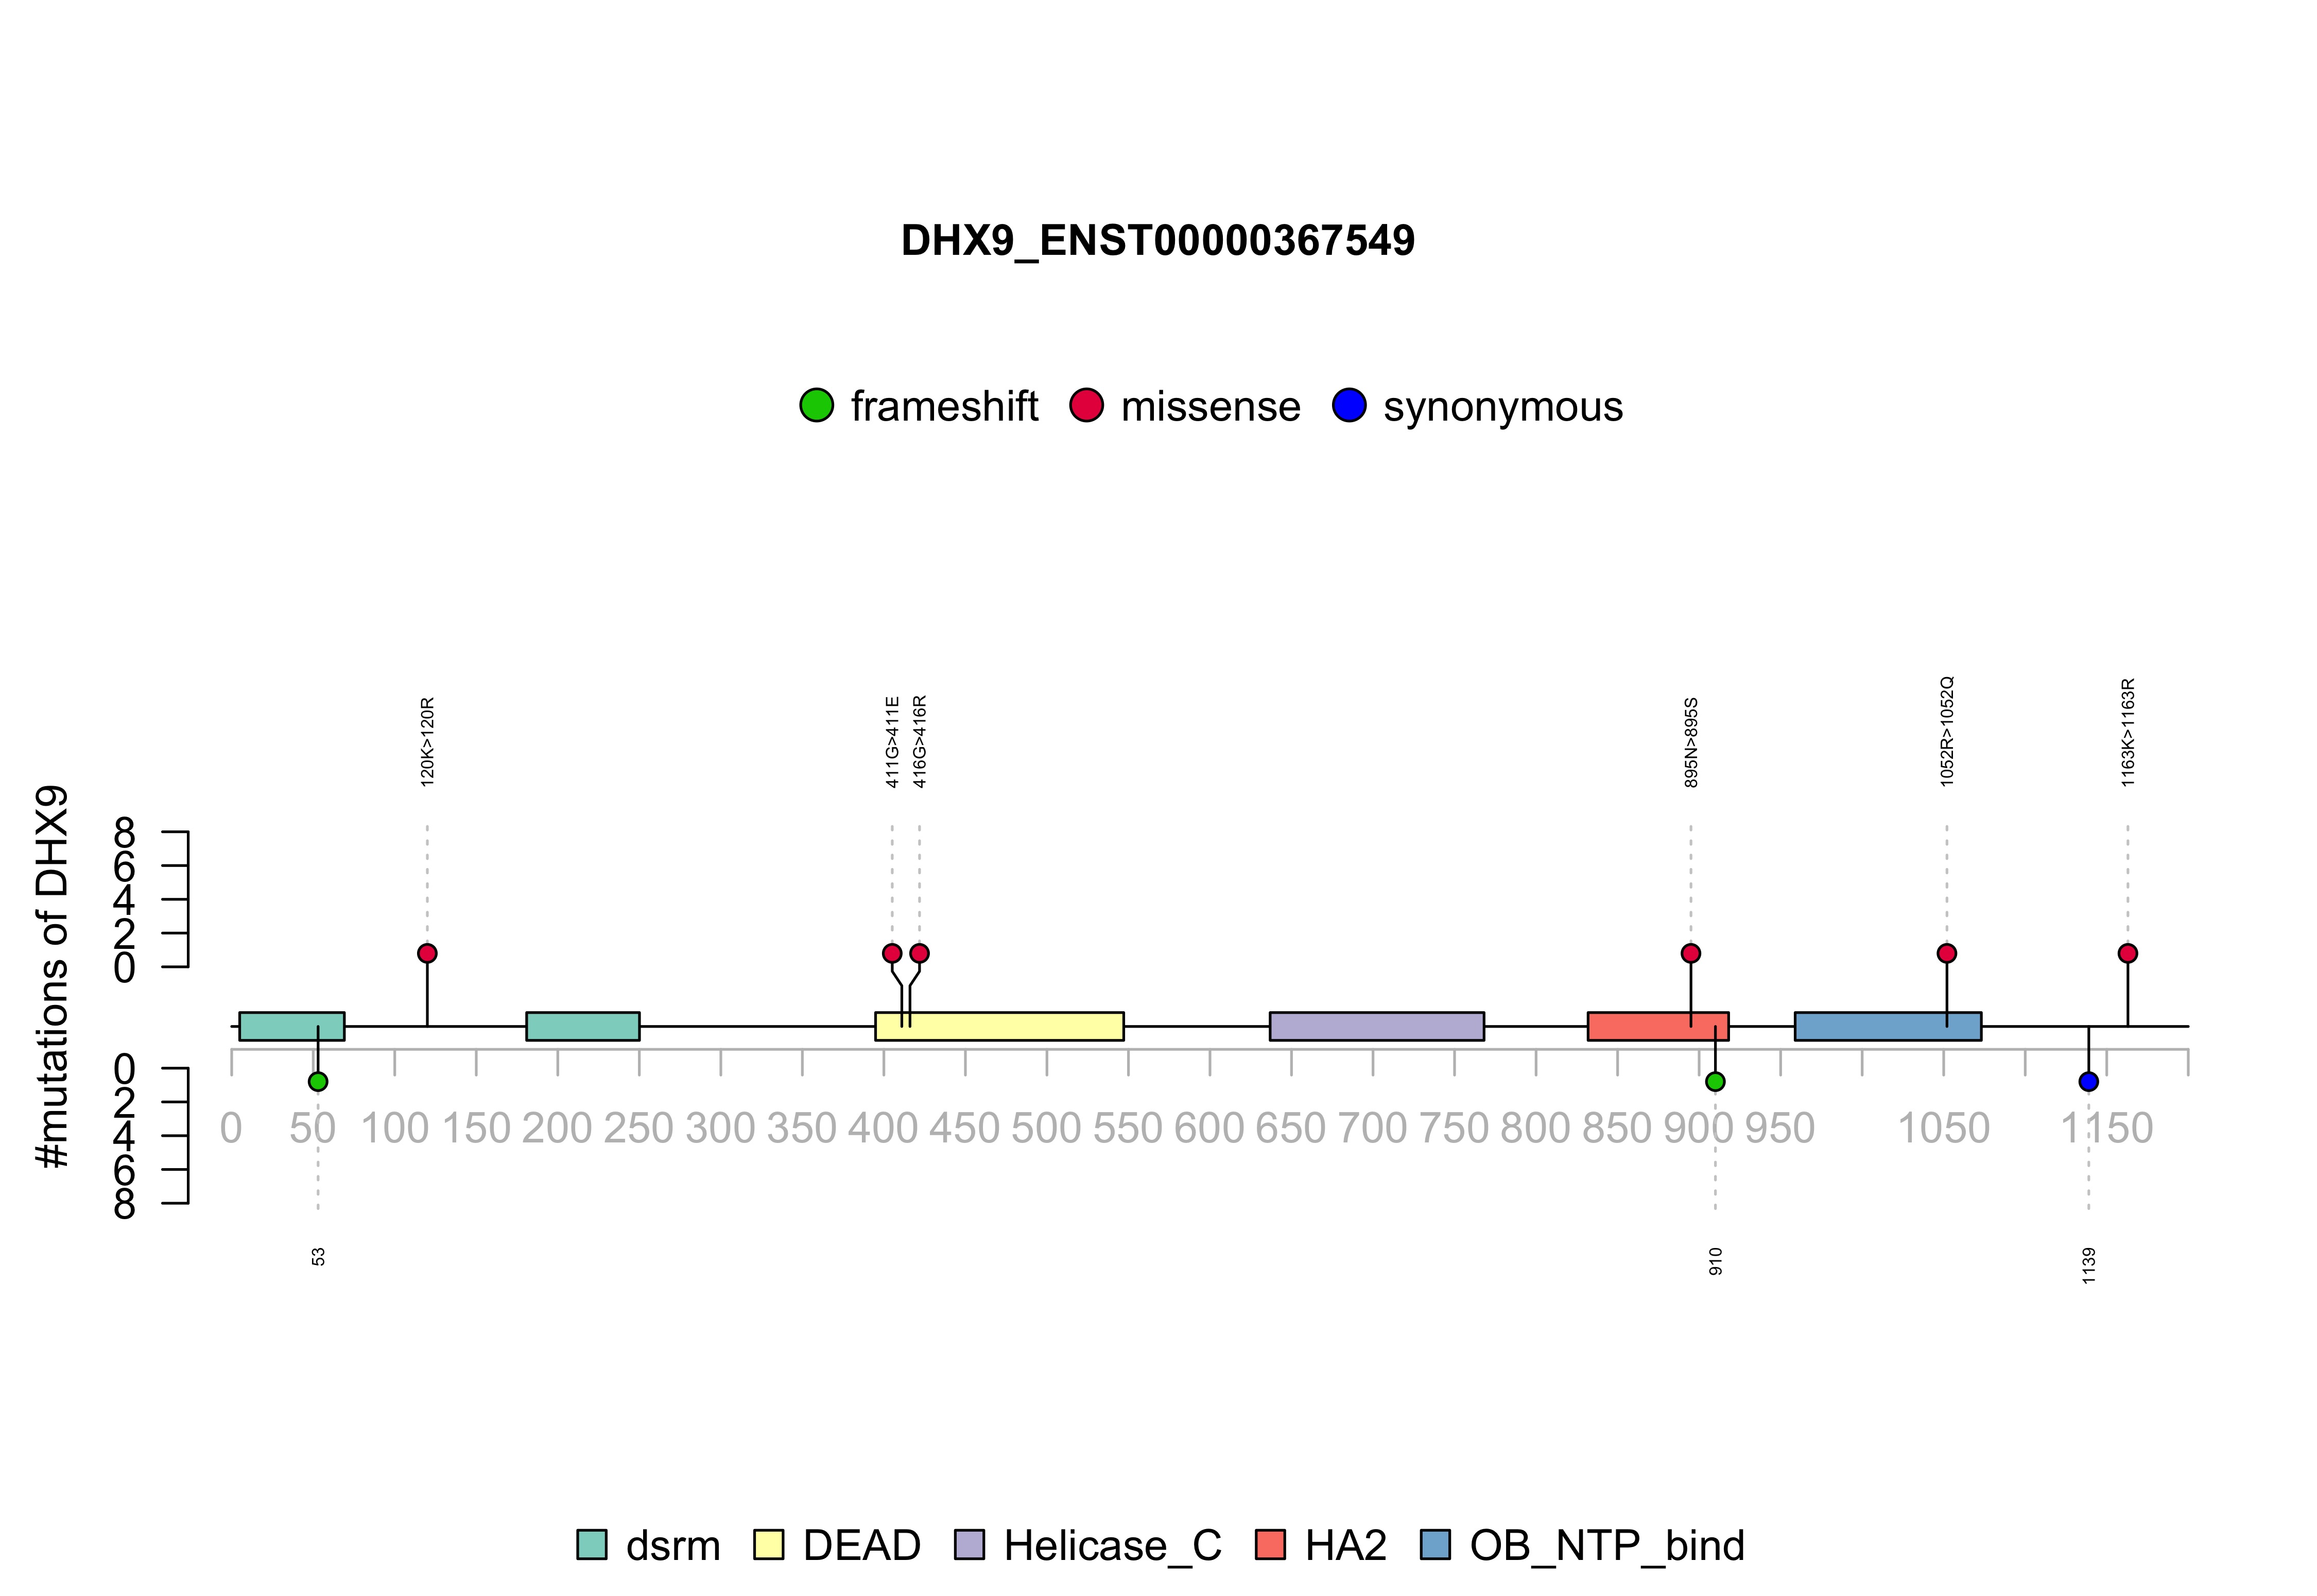 DHX9_ENST00000367549
frameshift missense synonymous
120K>120R
411G>411E
416G>416R
895N>895S
1052R>1052Q
1163K>1163R
#mutations of DHX9
8
6
4
2
0
0
2
4
6
8
0 50 100 150 200 250 300 350 400 450 500 550 600 650 700 750 800 850 900 950 1050 1150
53
910
1139
dsrm DEAD Helicase_C HA2 OB_NTP_bind